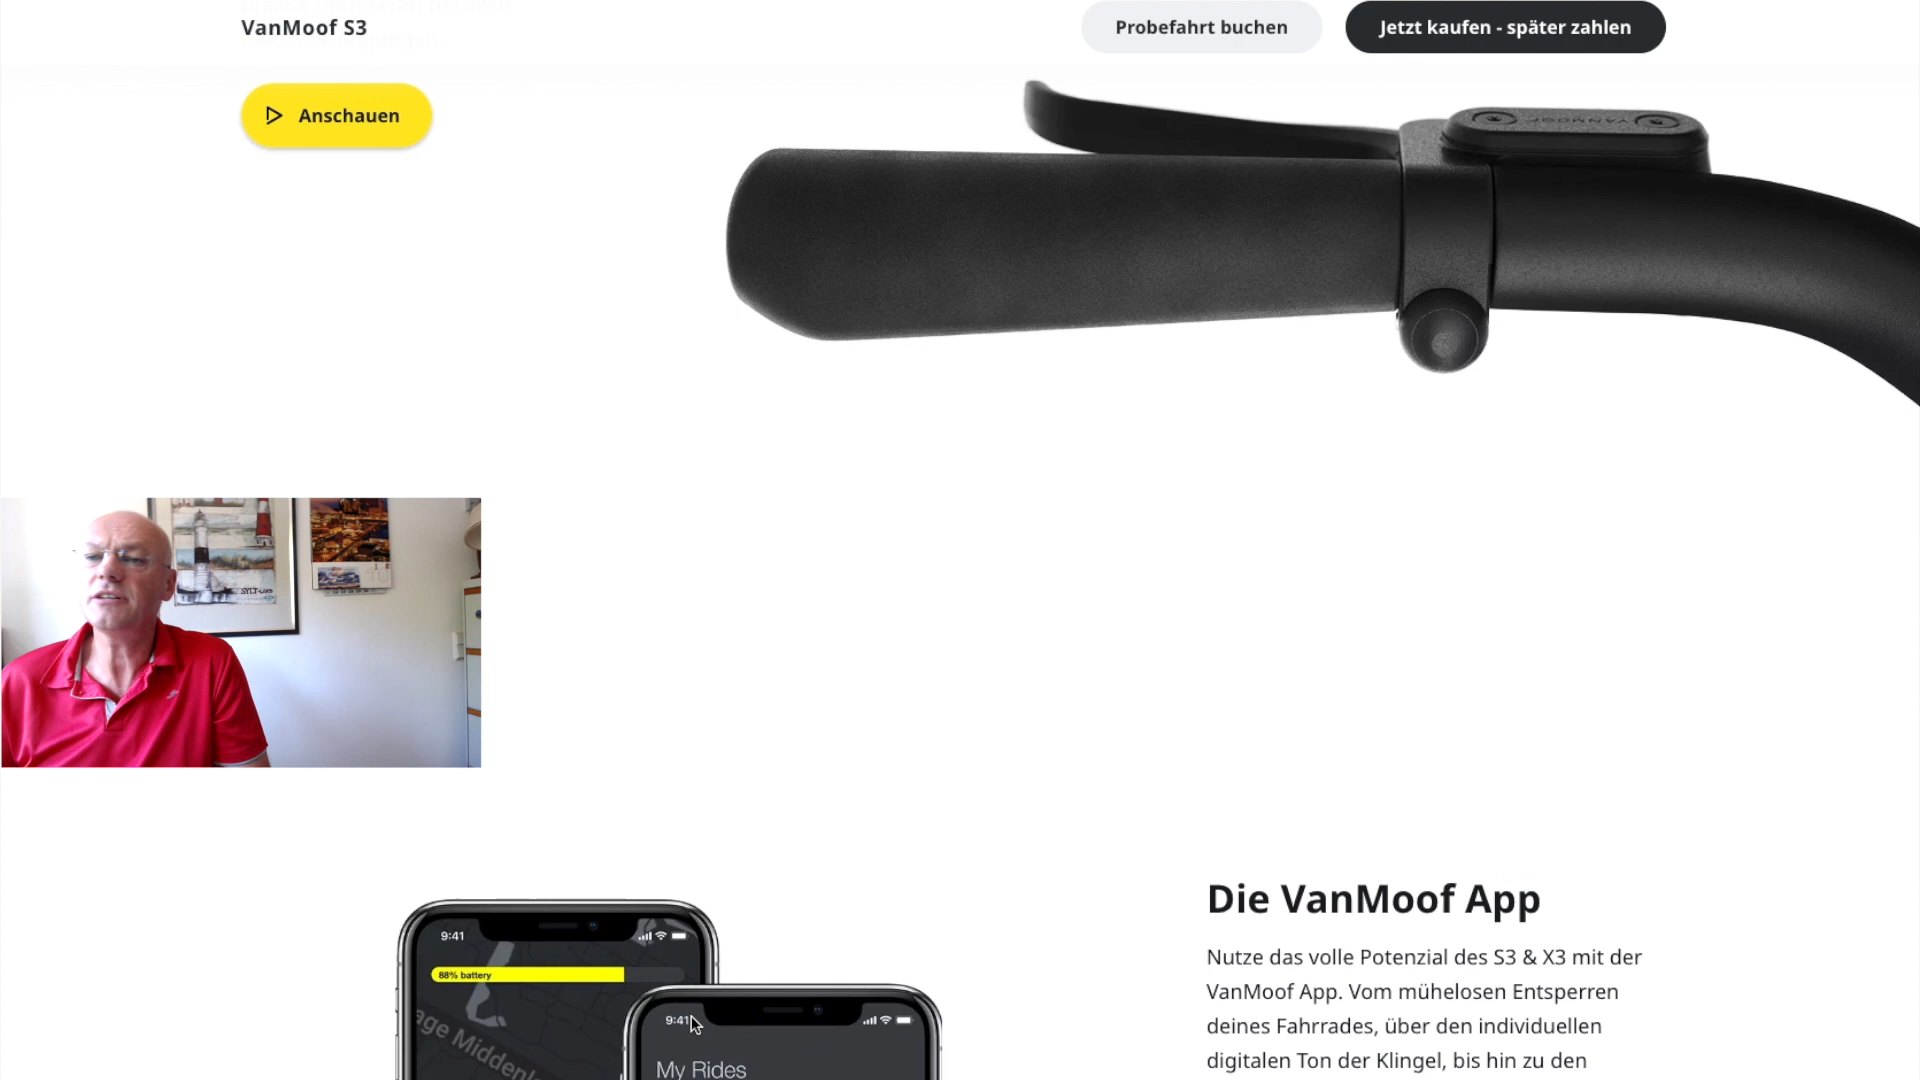 VanMoof S3
Probefahrt buchen
Jetzt kaufen - später zahlen
Anschauen
VANMOOF
SYLT
9:41
88% battery
9:41
My Rides
Die VanMoof App
Nutze das volle Potenzial des S3 & X3 mit der
VanMoof App. Vom mühelosen Entsperren
deines Fahrrades, über den individuellen
digitalen Ton der Klingel, bis hin zu den